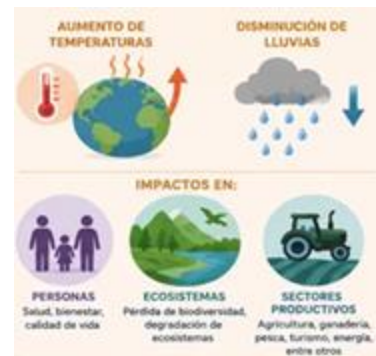 AUMENTO DE
TEMPERATURAS
DISMINUCIÓN DE
LLUVIAS
IMPACTOS EN:
PERSONAS
Salud, bienestar,
calidad de vida
ECOSISTEMAS
Pérdida de biodiversidad,
degradación de
ecosistemas
SECTORES
PRODUCTIVOS
Agricultura, ganadería,
pesca, turismo, energía,
entre otros